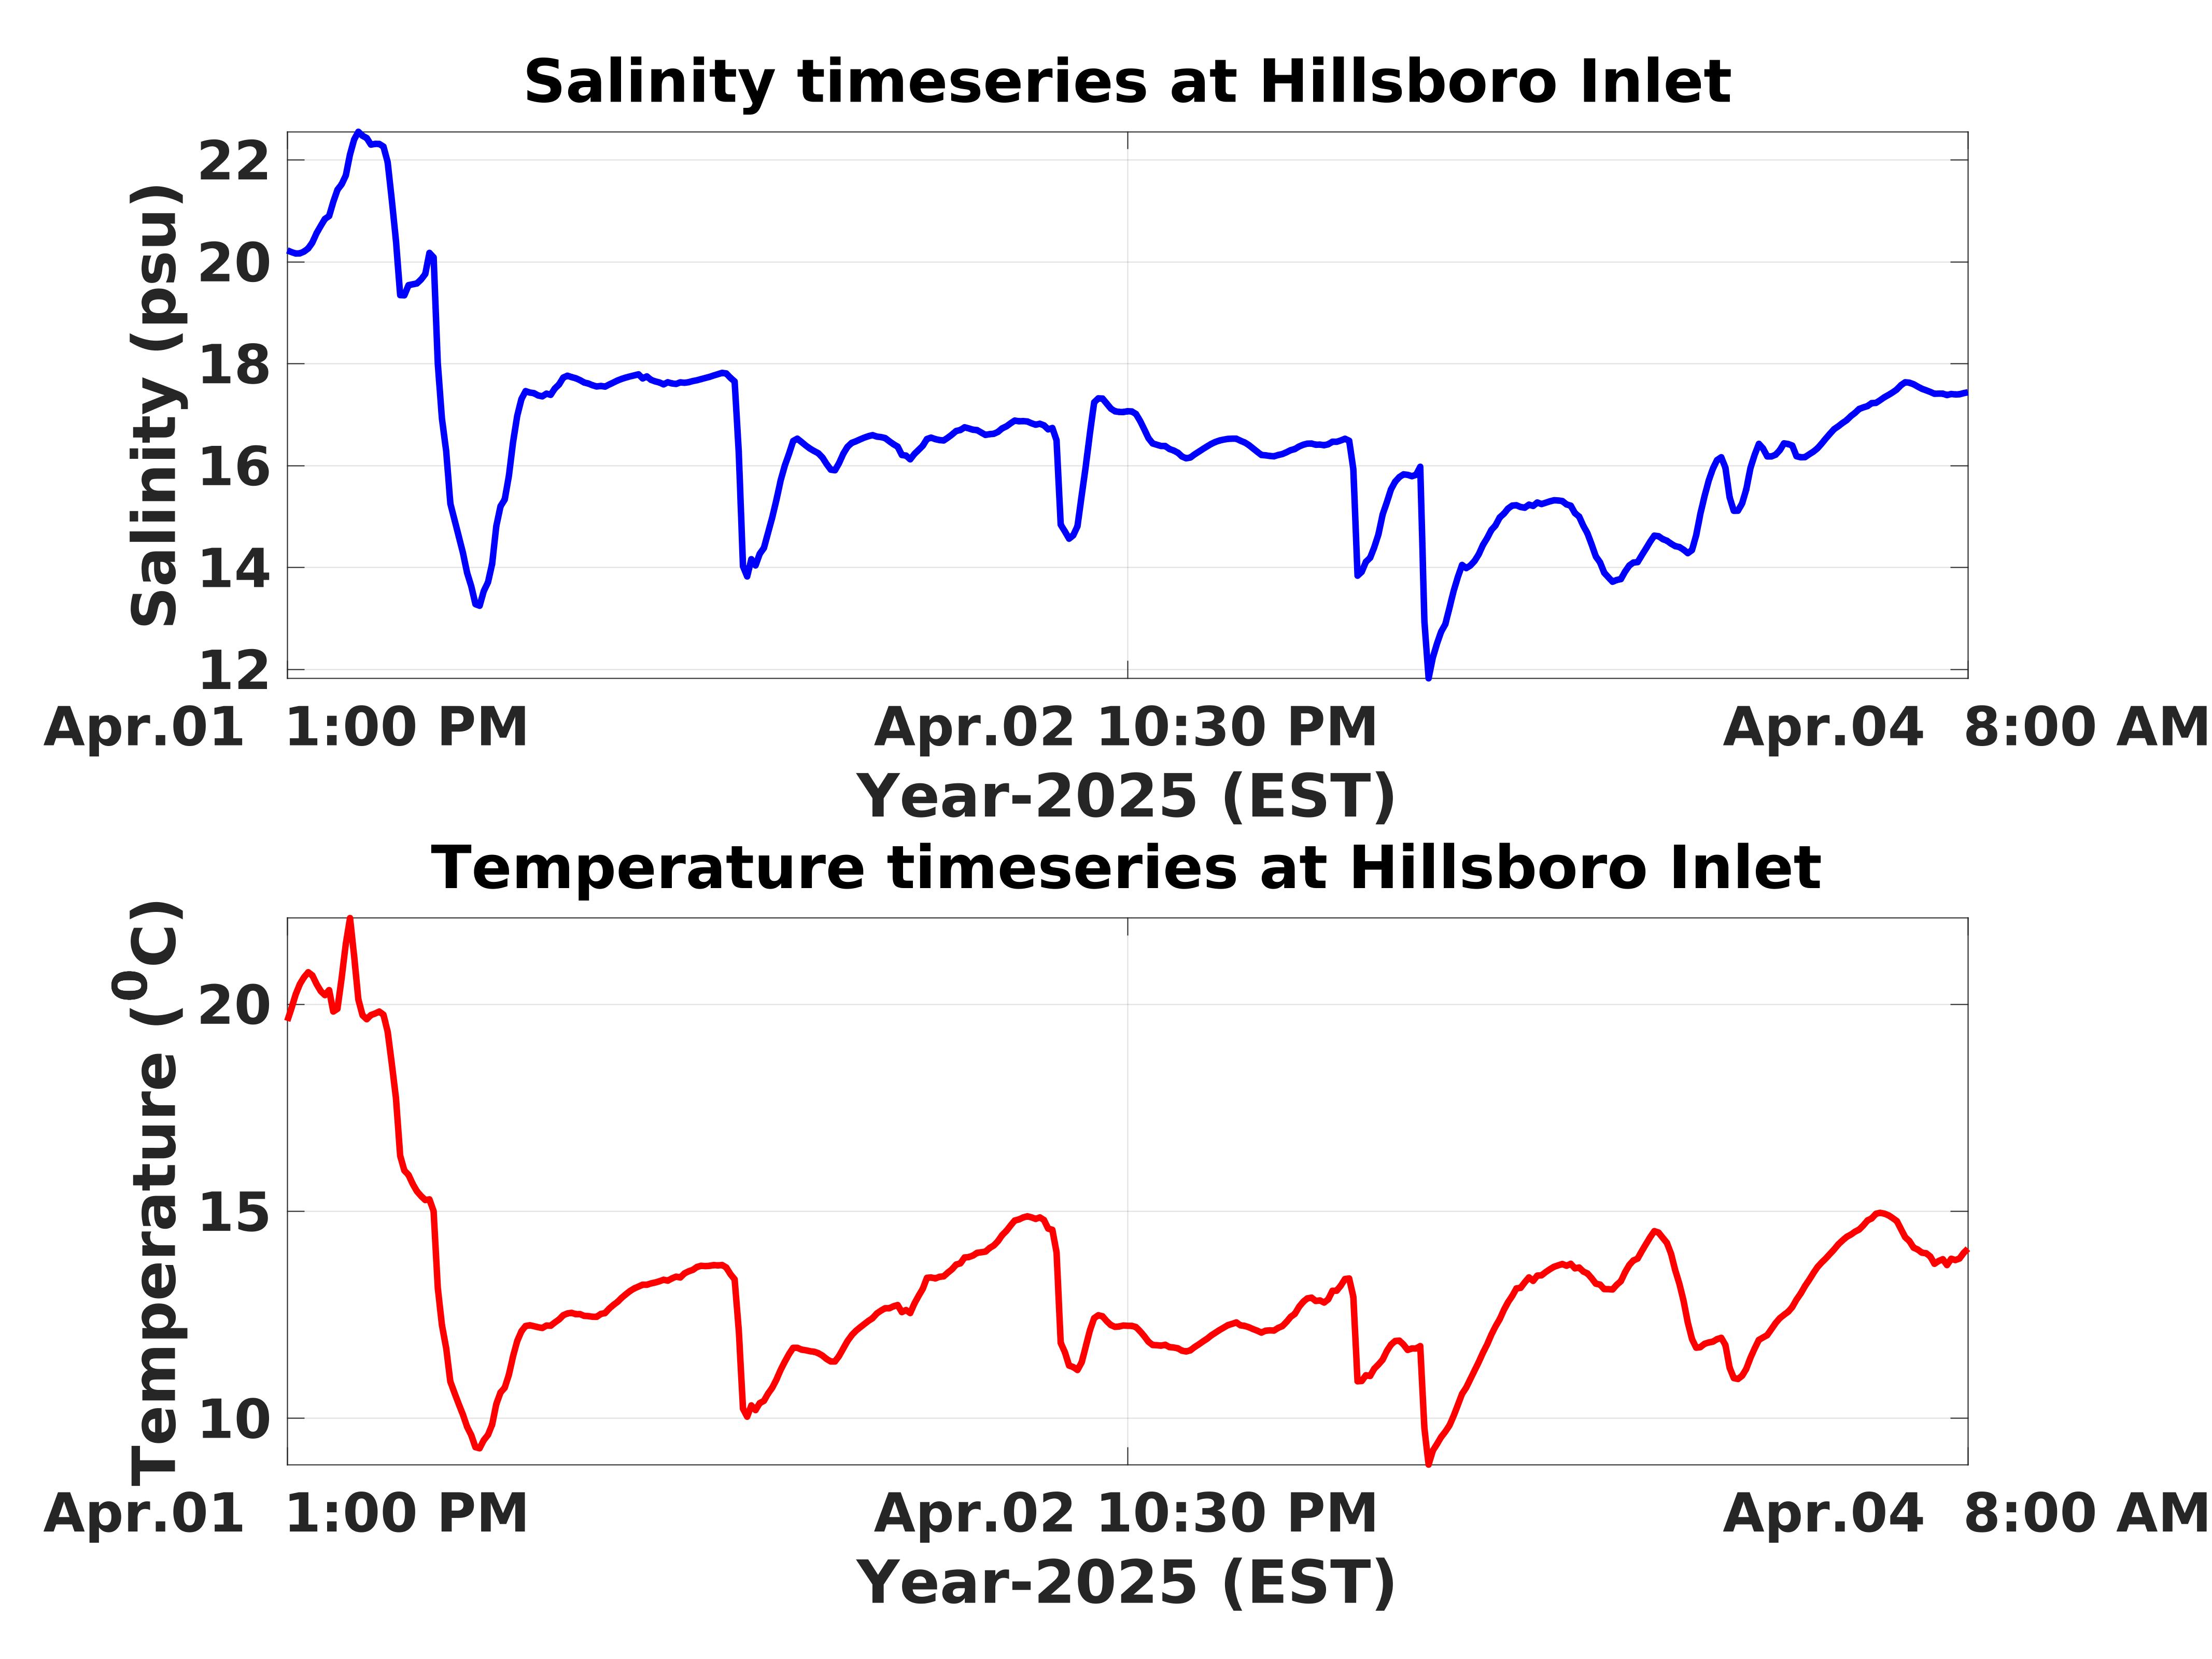 Salinity timeseries at Hillsboro Inlet
Salinity (psu)
22
20
18
16
14
12
Apr.01  1:00 PM
Apr.02 10:30 PM
Apr.04  8:00 AM
Year-2025 (EST)
Temperature timeseries at Hillsboro Inlet
Temperature (⁰C)
20
15
10
Apr.01  1:00 PM
Apr.02 10:30 PM
Apr.04  8:00 AM
Year-2025 (EST)